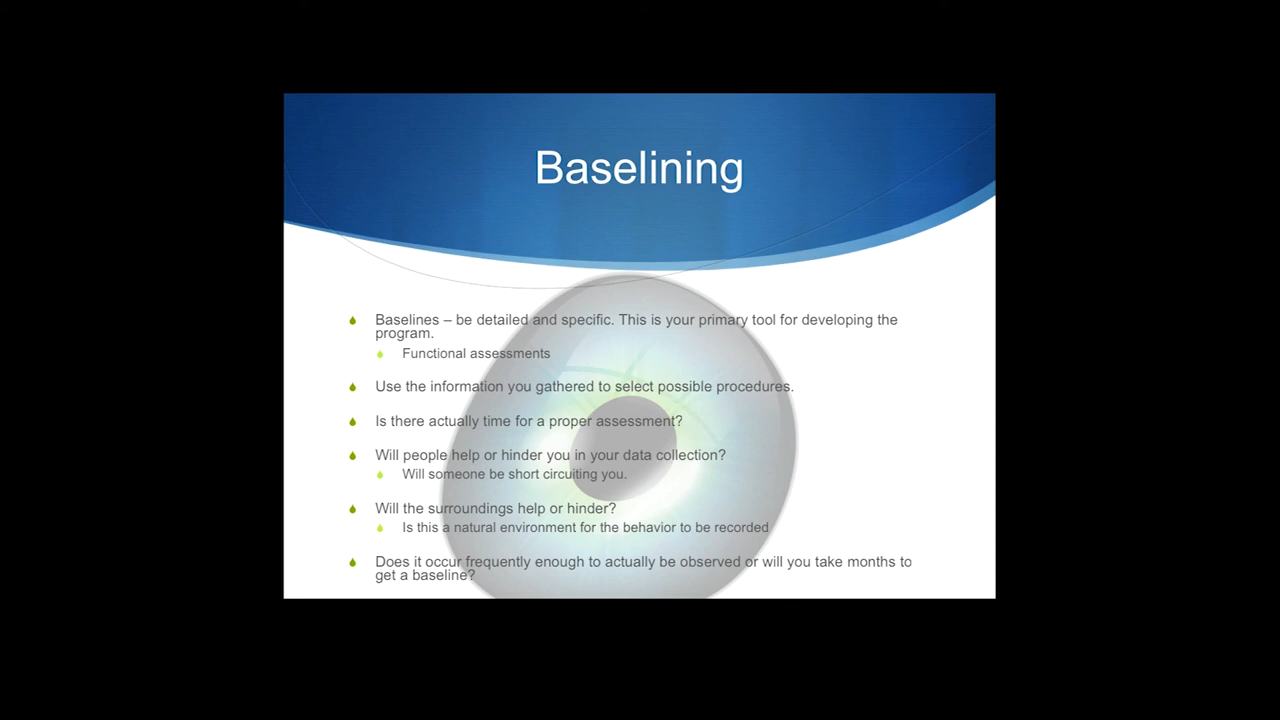 Baselining
Baselines – be detailed and specific. This is your primary tool for developing the
program.
Functional assessments
Use the information you gathered to select possible procedures.
Is there actually time for a proper assessment?
Will people help or hinder you in your data collection?
Will someone be short circuiting you.
Will the surroundings help or hinder?
Is this a natural environment for the behavior to be recorded
Does it occur frequently enough to actually be observed or will you take months to
get a baseline?